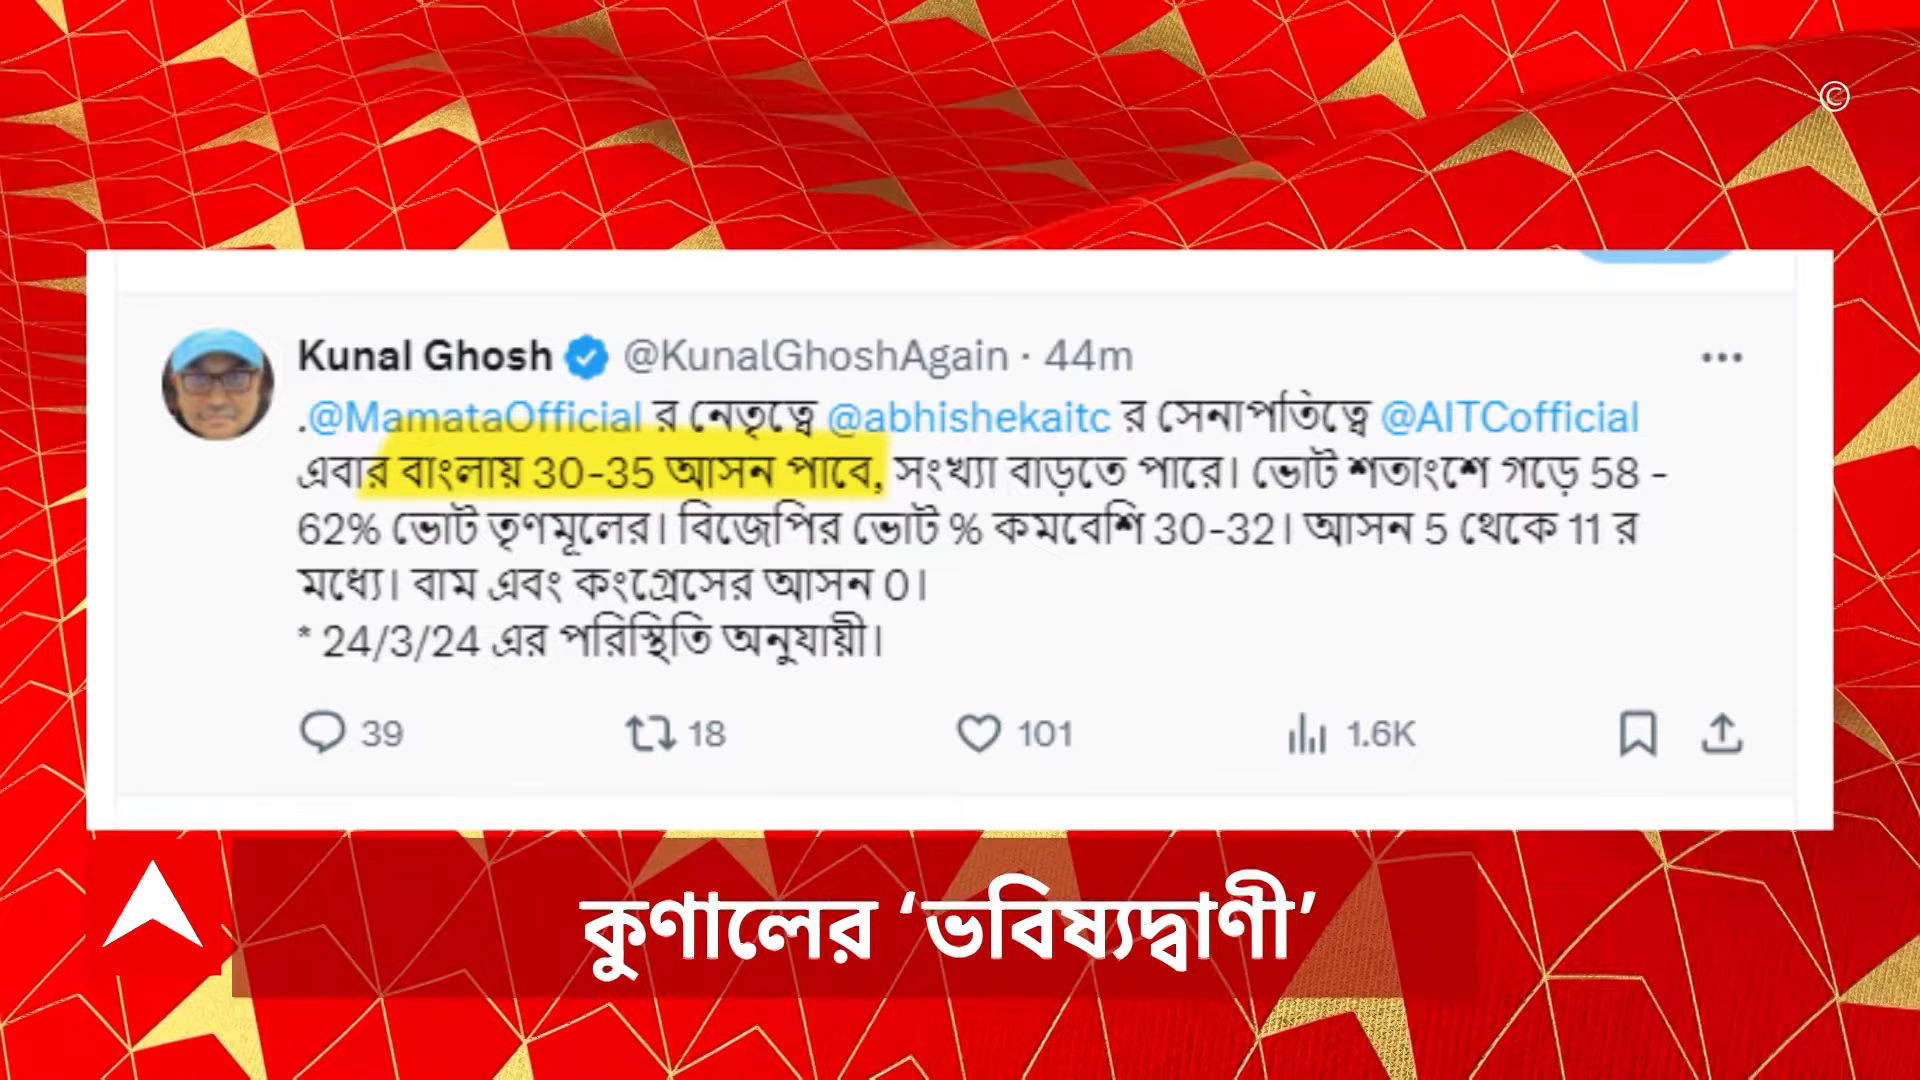 ©
Kunal Ghosh @KunalGhoshAgain · 44m
.@MamataOfficial র নেতৃত্বে @abhishekaitc র সেনাপতিত্বে @AITCofficial
এবার বাংলায় 30-35 আসন পাবে, সংখ্যা বাড়তে পারে। ভোট শতাংশে গড়ে 58 -
62% ভোট তৃণমূলের। বিজেপির ভোট % কমবেশি 30-32। আসন 5 থেকে 11 র
মধ্যে। বাম এবং কংগ্রেসের আসন 0।
* 24/3/24 এর পরিস্থিতি অনুযায়ী।
39 18 101 1.6K
কুণালের ‘ভবিষ্যদ্বাণী’